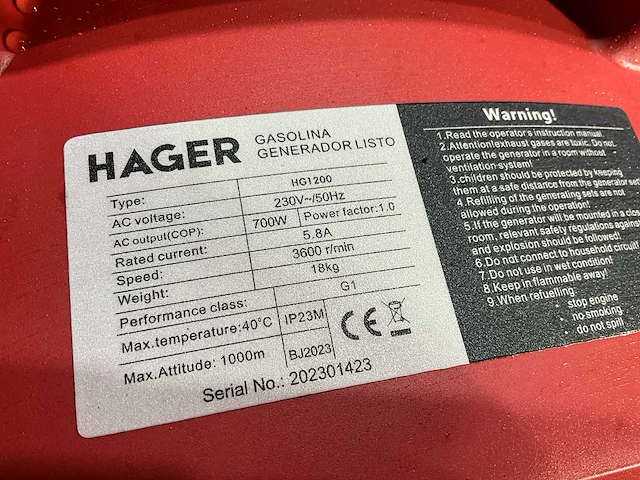 HAGER
GASOLINA
GENERADOR LISTO
Type: HG1200
AC voltage: 230V~/50Hz
AC output(COP): 700W Power factor:1.0
Rated current: 5.8A
Speed: 3600 r/min
Weight: 18kg
Performance class: G1
Max.temperature:40°C IP23M
Max.Attitude: 1000m BJ2023
CE
Serial No.: 202301423
Warning!
1.Read the operator's instruction manual
2.Attention!exhaust gases are toxic. Do not
operate the generator in a room without
ventilation system!
3.children should be protected by keeping
them at a safe distance from the generator set
4.Refilling of the generating sets are not
allowed during the operation!
5.If the generator will be mounted in a clos
room, relevant safety regulations against
and explosion should be followed!
6.Do not connect to household circuit
7.Do not use in wet condition!
8.Keep in flammable away!
9.When refuelling
stop engine
no smoking
do not spill